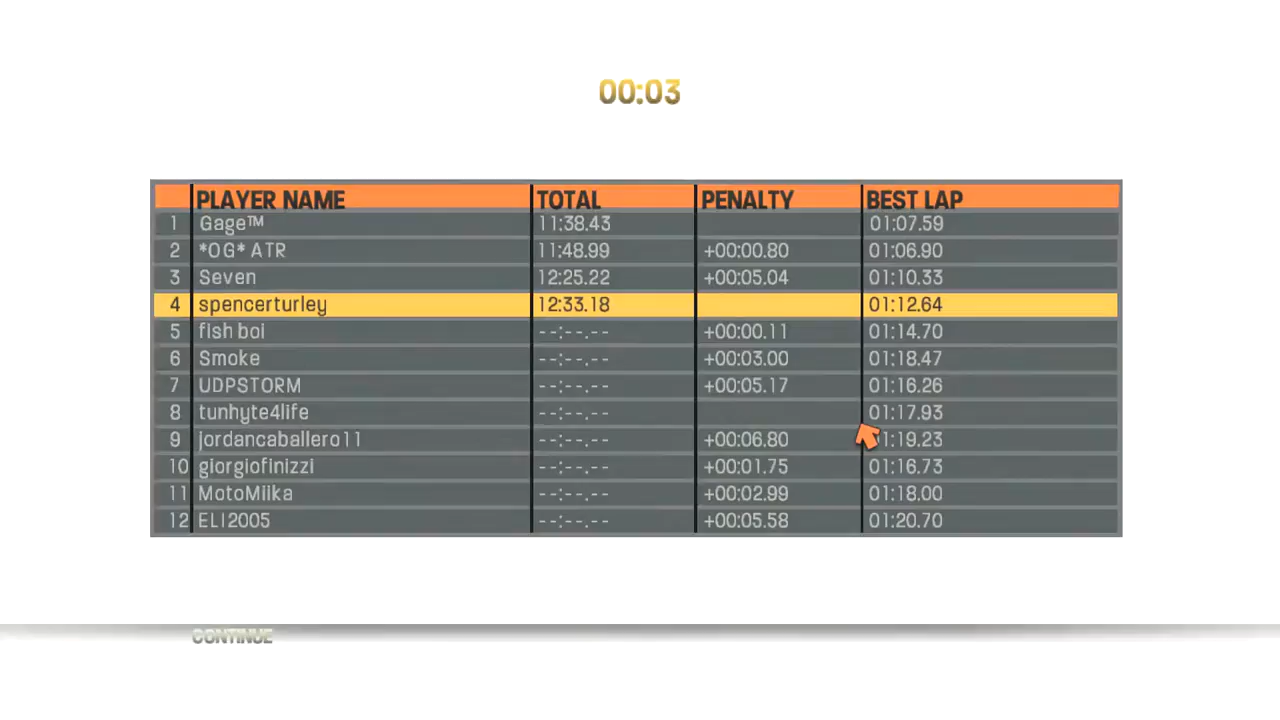 00:03
PLAYER NAME TOTAL PENALTY BEST LAP
1 Gage™ 11:38.43 01:07.59
2 *OG* ATR 11:48.99 +00:00.80 01:06.90
3 Seven 12:25.22 +00:05.04 01:10.33
4 spencerturley 12:33.18 01:12.64
5 fish boi --:--.-- +00:00.11 01:14.70
6 Smoke --:--.-- +00:03.00 01:18.47
7 UDPSTORM --:--.-- +00:05.17 01:16.26
8 tunhyte4life --:--.-- 01:17.93
9 jordancaballero11 --:--.-- +00:06.80 01:19.23
10 giorgiofinizzi --:--.-- +00:01.75 01:16.73
11 MotoMiika --:--.-- +00:02.99 01:18.00
12 ELI2005 --:--.-- +00:05.58 01:20.70
CONTINUE